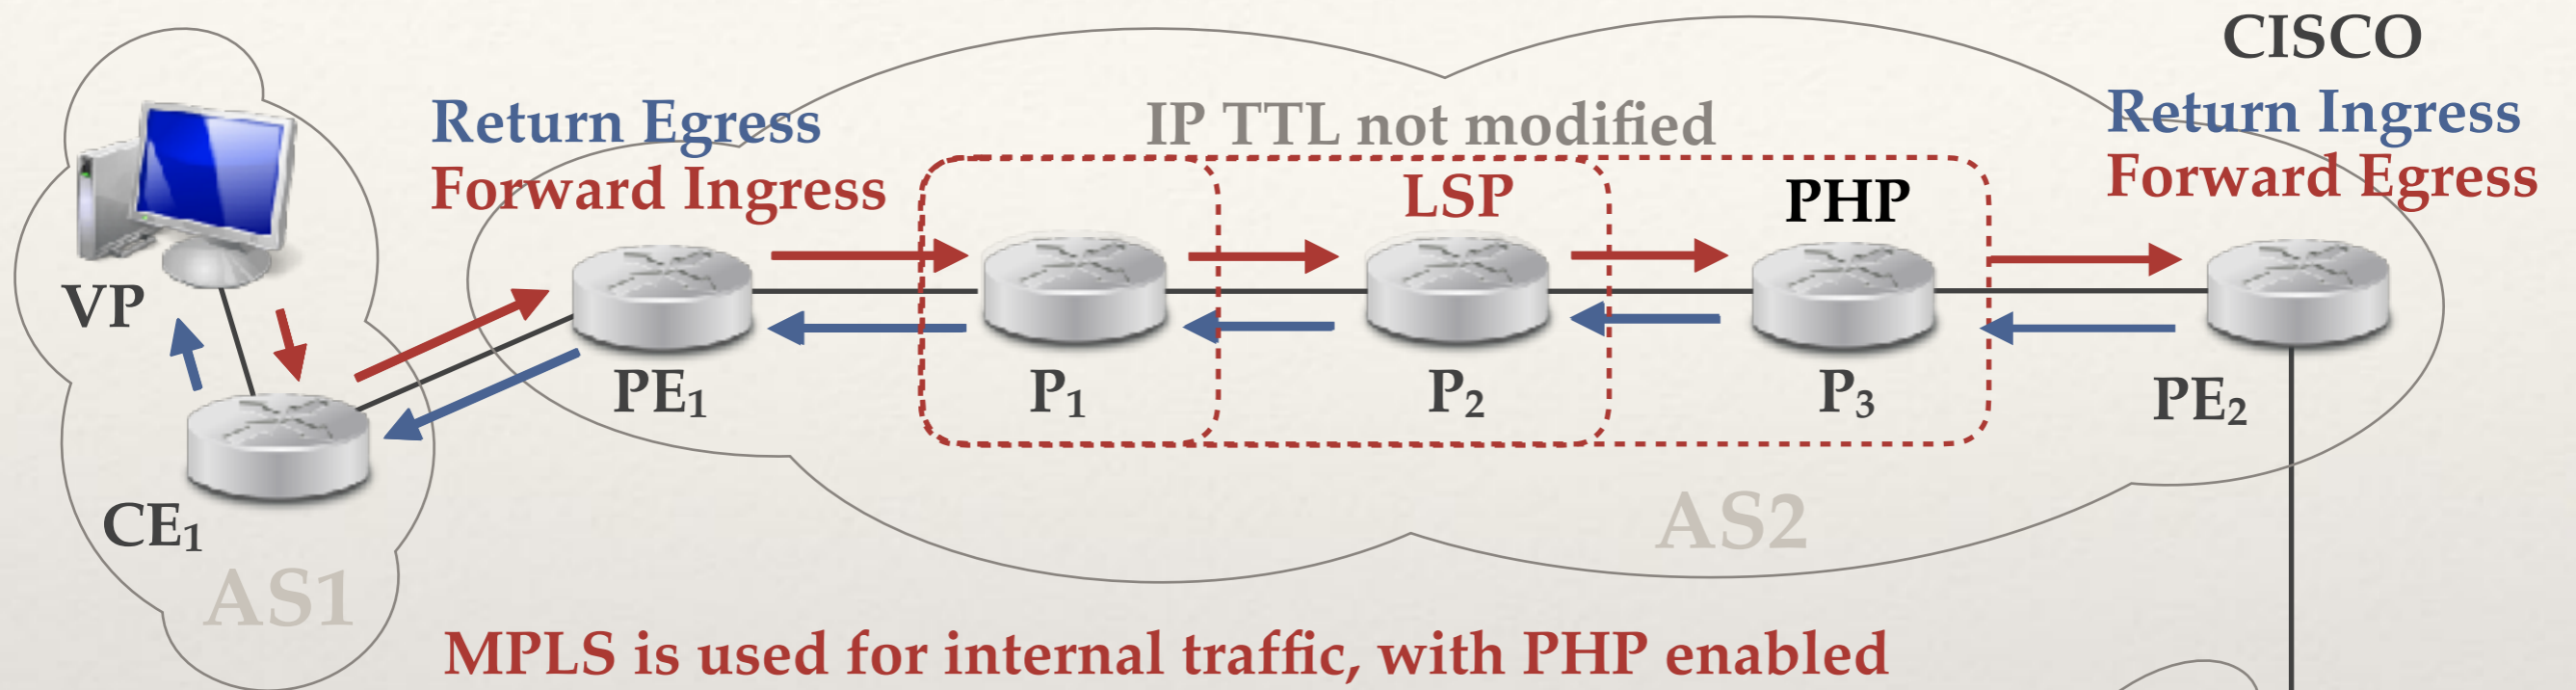 CISCO
Return Egress
Forward Ingress
IP TTL not modified
Return Ingress
Forward Egress
LSP
PHP
VP
PE₁
P₁
P₂
P₃
PE₂
CE₁
AS1
AS2
MPLS is used for internal traffic, with PHP enabled